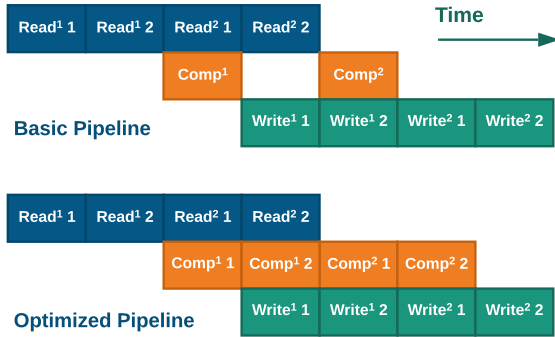 Time
Read¹ 1 Read¹ 2 Read² 1 Read² 2
Comp¹ Comp²
Write¹ 1 Write¹ 2 Write² 1 Write² 2
Basic Pipeline
Read¹ 1 Read¹ 2 Read² 1 Read² 2
Comp¹ 1 Comp¹ 2 Comp² 1 Comp² 2
Write¹ 1 Write¹ 2 Write² 1 Write² 2
Optimized Pipeline